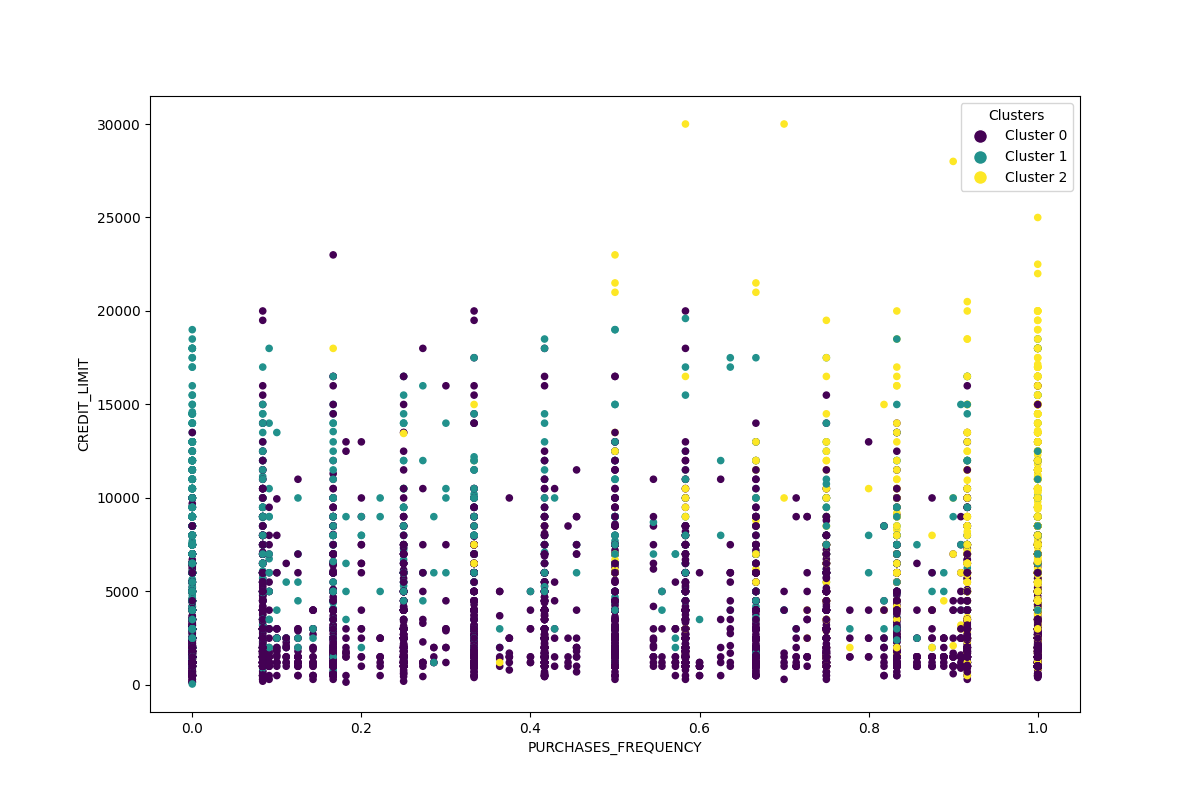 Clusters
Cluster 0
Cluster 1
Cluster 2
30000
25000
20000
15000
10000
5000
0
CREDIT_LIMIT
0.0 0.2 0.4 0.6 0.8 1.0
PURCHASES_FREQUENCY